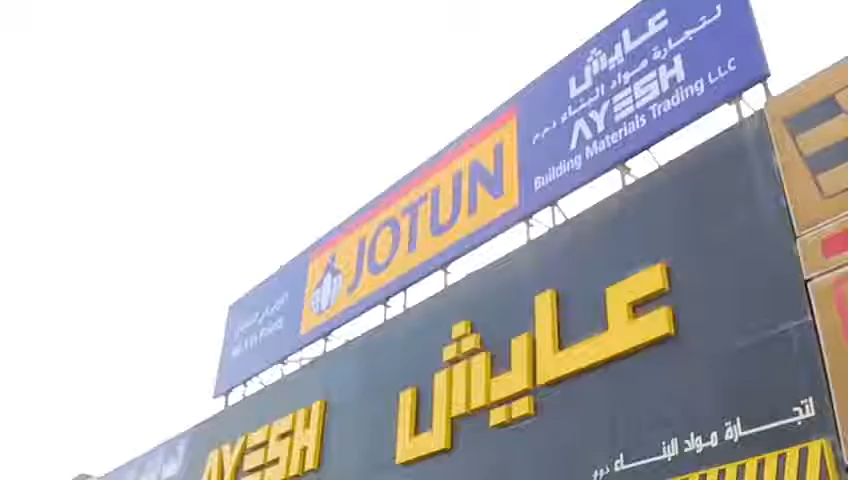 عايش
لتجارة مواد البناء ذ.م.م
AYESH
Building Materials Trading LLC
JOTUN
عايش
AYESH
لتجارة مواد البناء ذ.م.م